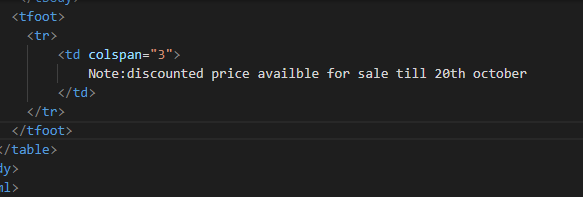 <tfoot>
<tr>
<td colspan="3">
Note:discounted price availble for sale till 20th october
</td>
</tr>
</tfoot>
</table>
dy>
ml>